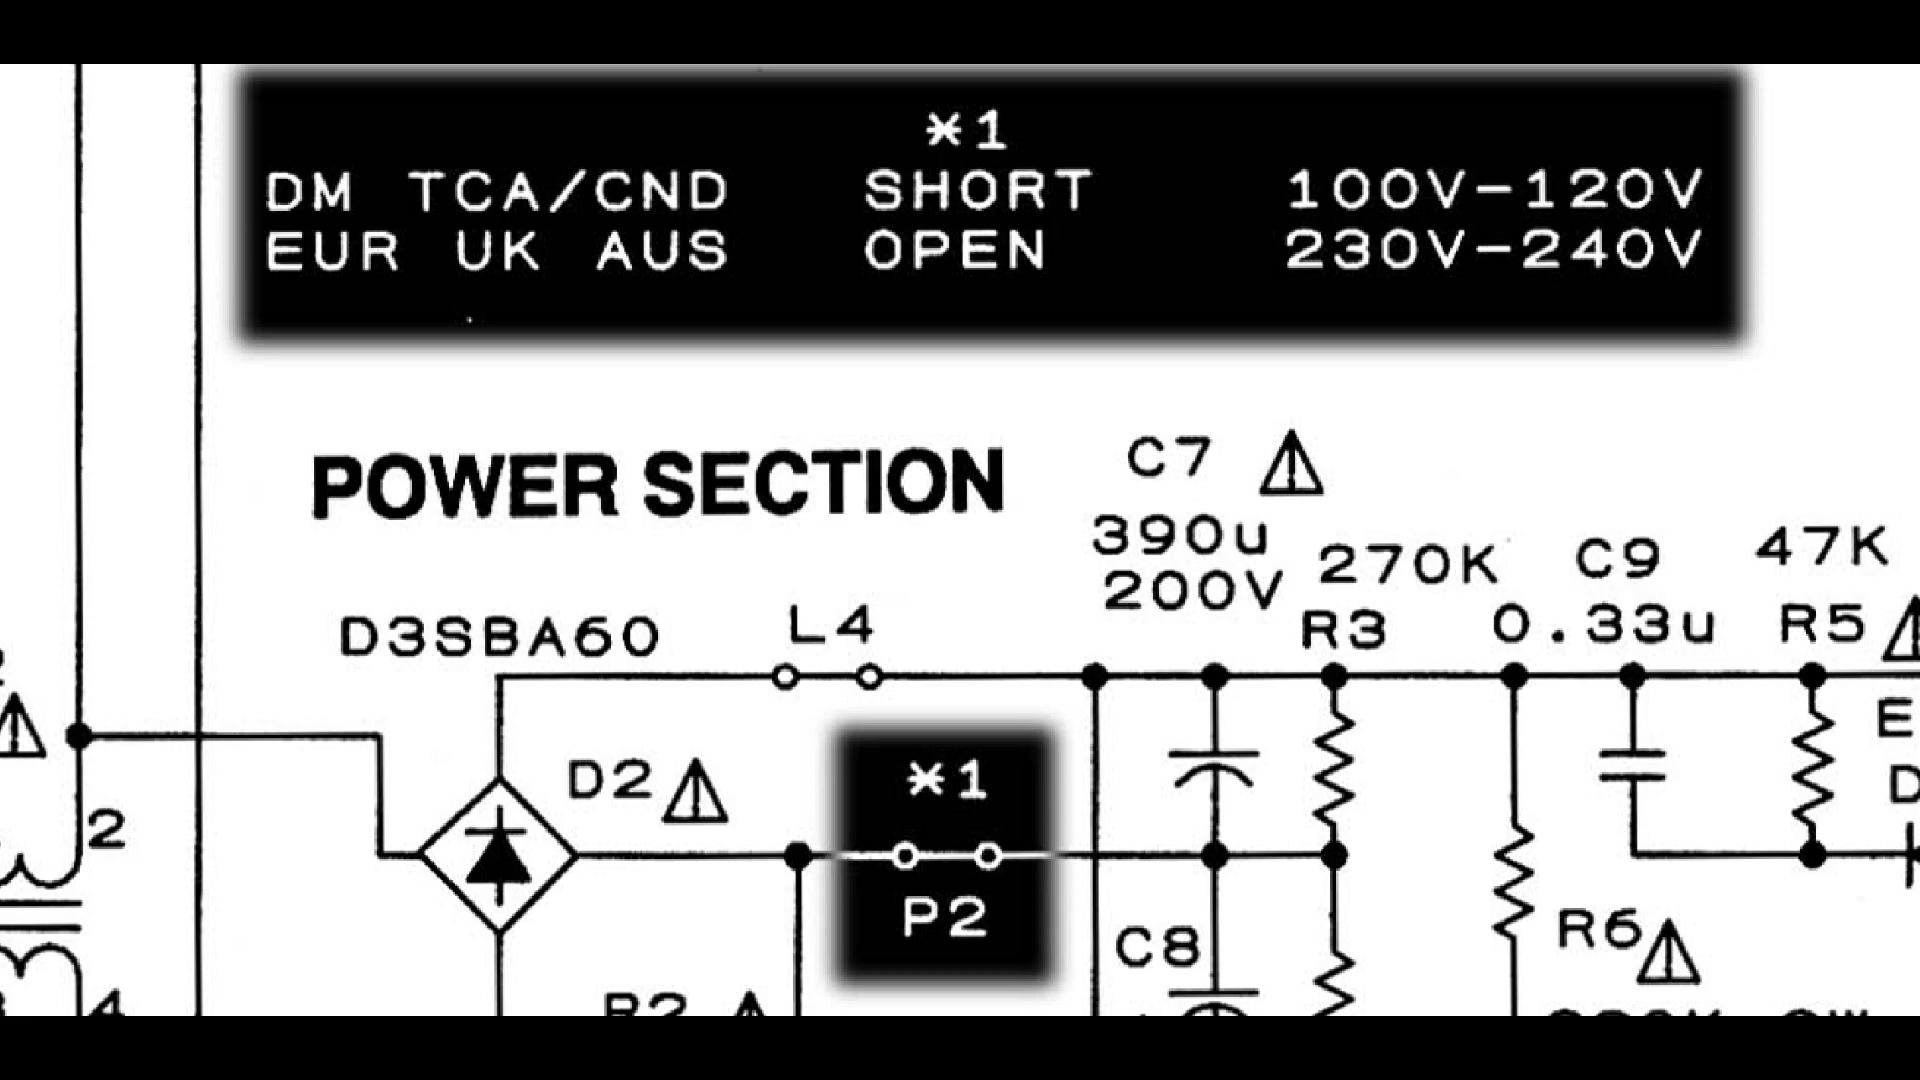 *1
DM TCA/CND SHORT 100V-120V
EUR UK AUS OPEN 230V-240V
POWER SECTION
C7
390u
200V
270K
R3
C9
0.33u
47K
R5
D3SBA60
L4
E
D2
*1
D
2
P2
C8
R6
4